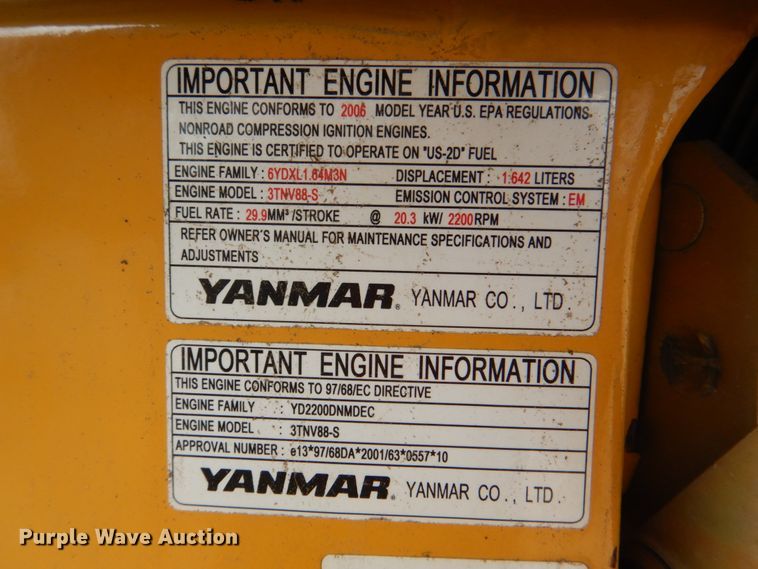 IMPORTANT ENGINE INFORMATION
THIS ENGINE CONFORMS TO 2006 MODEL YEAR U.S. EPA REGULATIONS
NONROAD COMPRESSION IGNITION ENGINES.
THIS ENGINE IS CERTIFIED TO OPERATE ON "US-2D" FUEL
ENGINE FAMILY : 6YDXL1.64M3N DISPLACEMENT : 1.642 LITERS
ENGINE MODEL : 3TNV88-S EMISSION CONTROL SYSTEM : EM
FUEL RATE : 29.9MM³ /STROKE @ 20.3 kW/ 2200RPM
REFER OWNER'S MANUAL FOR MAINTENANCE SPECIFICATIONS AND
ADJUSTMENTS
YANMAR® YANMAR CO., LTD
IMPORTANT ENGINE INFORMATION
THIS ENGINE CONFORMS TO 97/68/EC DIRECTIVE
ENGINE FAMILY : YD2200DNMDEC
ENGINE MODEL : 3TNV88-S
APPROVAL NUMBER : e13*97/68DA*2001/63*0557*10
YANMAR® YANMAR CO., LTD.
Purple Wave Auction